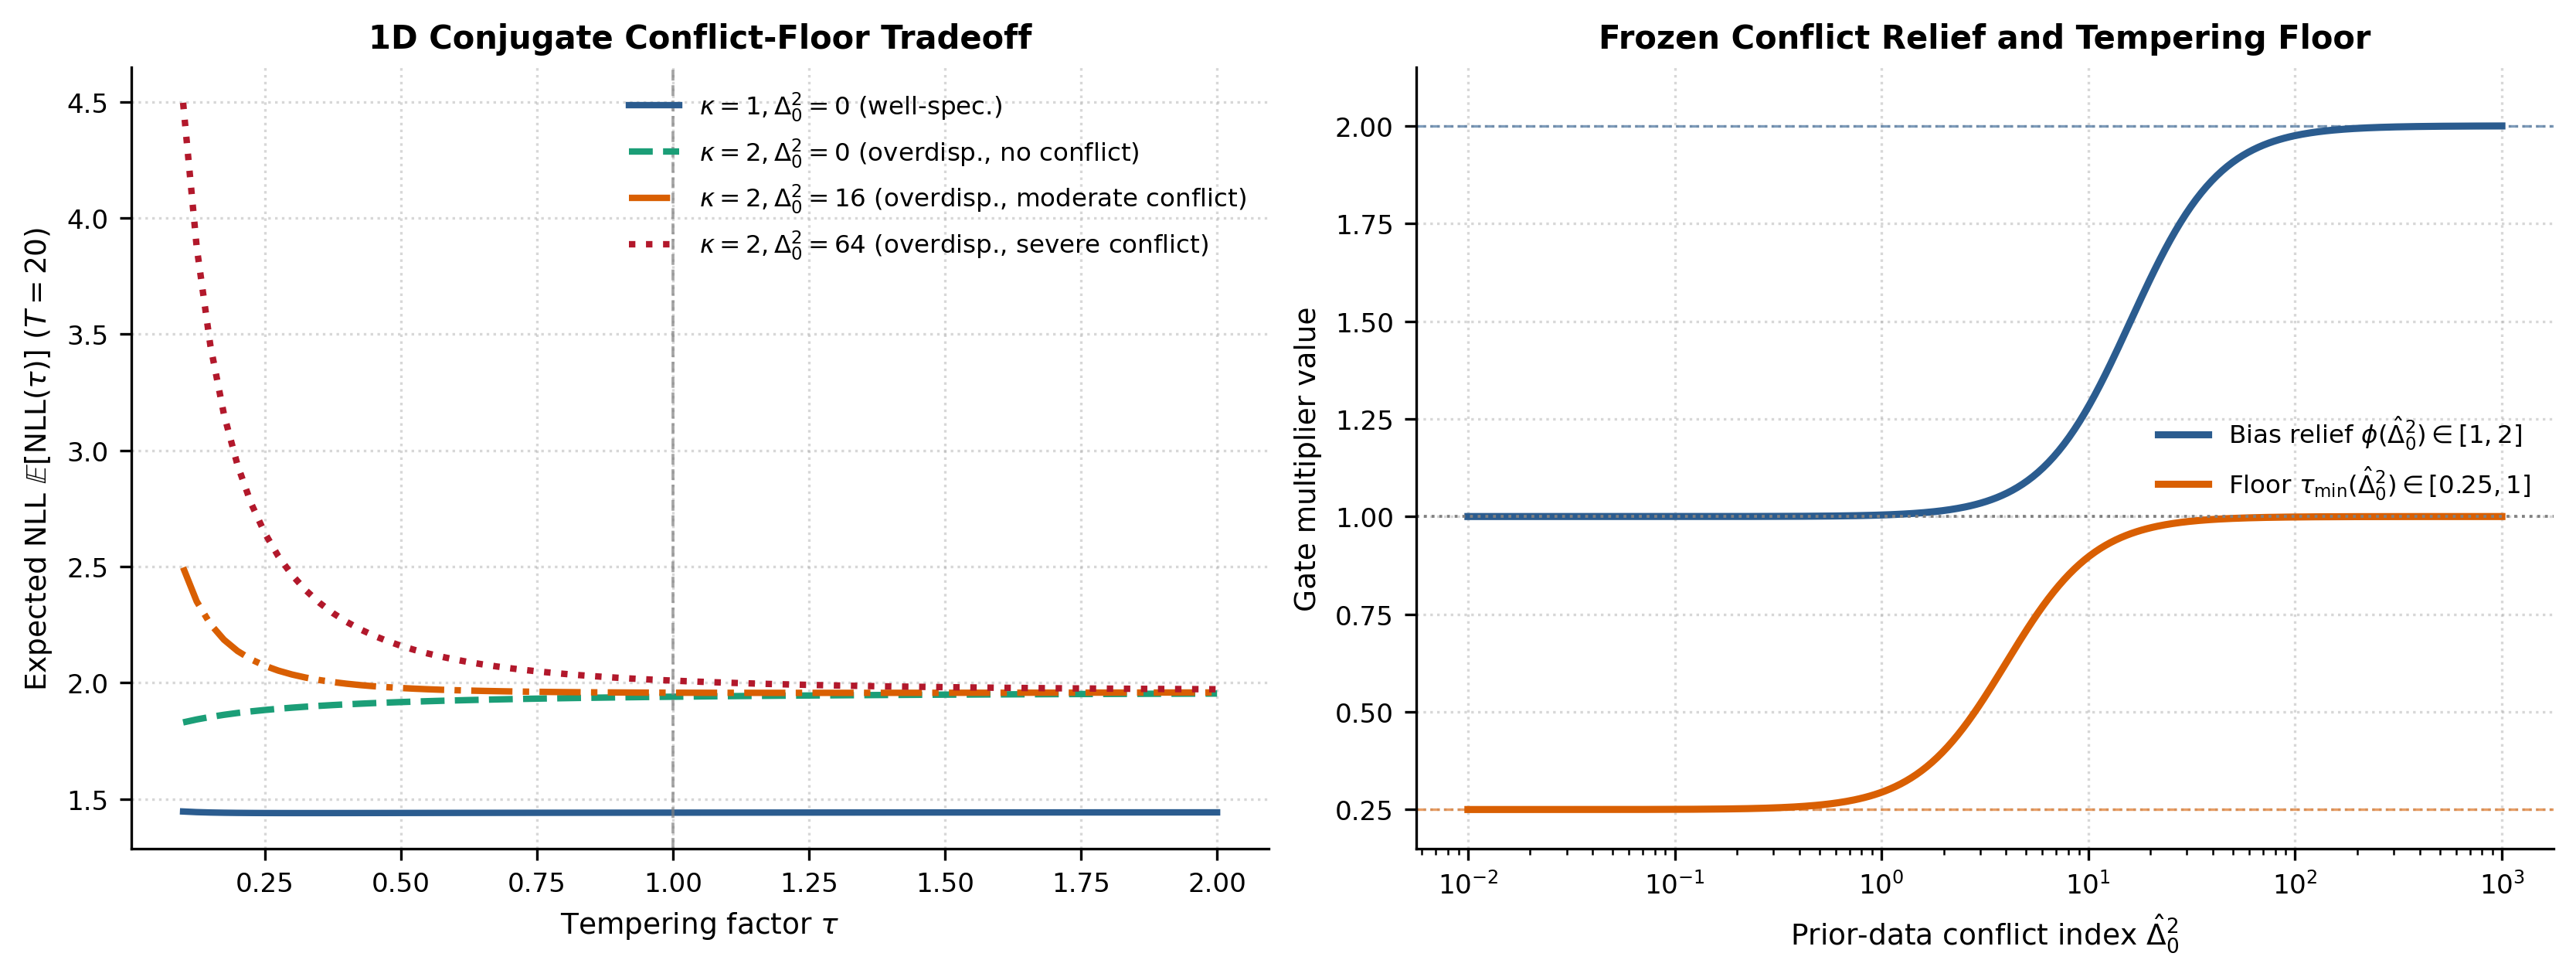 1D Conjugate Conflict-Floor Tradeoff
Expected NLL 𝔼[NLL(τ)] (T = 20)
4.5
4.0
3.5
3.0
2.5
2.0
1.5
κ = 1, Δ₀² = 0 (well-spec.)
κ = 2, Δ₀² = 0 (overdisp., no conflict)
κ = 2, Δ₀² = 16 (overdisp., moderate conflict)
κ = 2, Δ₀² = 64 (overdisp., severe conflict)
0.25 0.50 0.75 1.00 1.25 1.50 1.75 2.00
Tempering factor τ
Frozen Conflict Relief and Tempering Floor
Gate multiplier value
2.00
1.75
1.50
1.25
1.00
0.75
0.50
0.25
Bias relief ϕ(Δ̂₀²) ∈ [1, 2]
Floor τ_min(Δ̂₀²) ∈ [0.25, 1]
10⁻² 10⁻¹ 10⁰ 10¹ 10² 10³
Prior-data conflict index Δ̂₀²